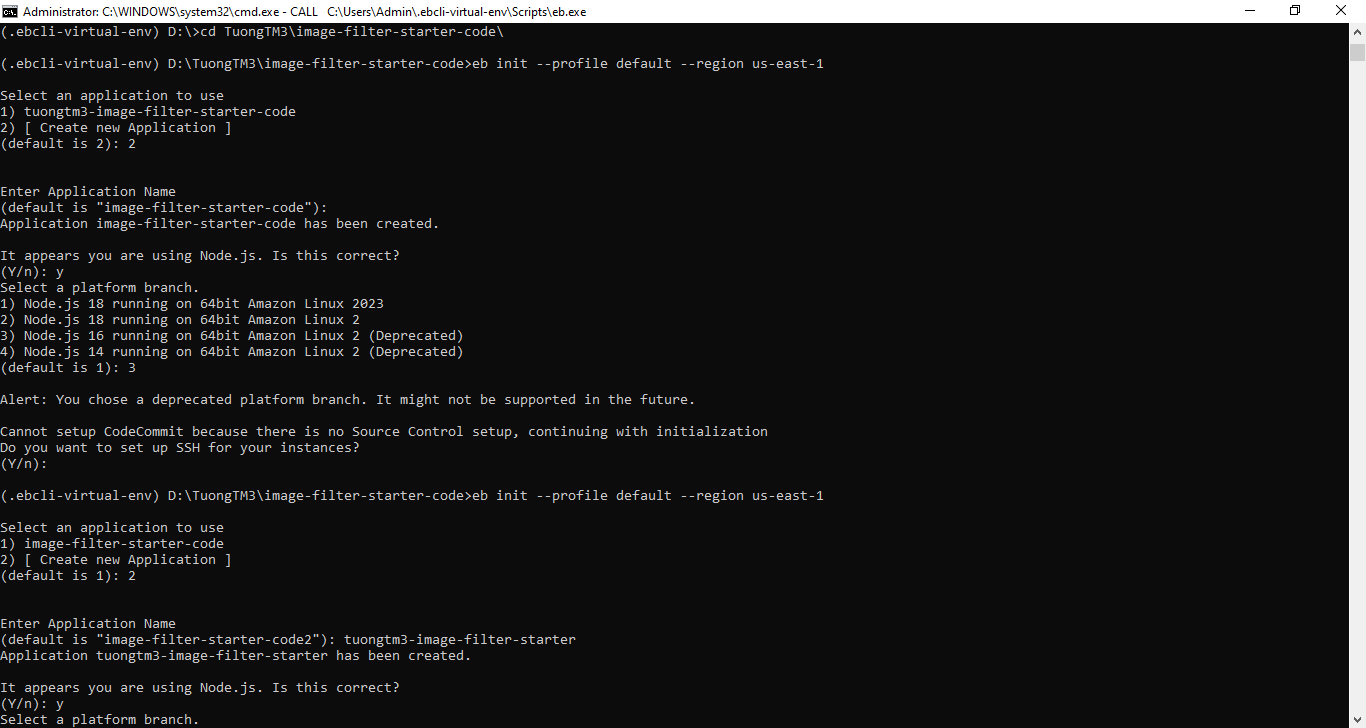 Administrator: C:\WINDOWS\system32\cmd.exe - CALL C:\Users\Admin\.ebcli-virtual-env\Scripts\eb.exe
(.ebcli-virtual-env) D:\>cd TuongTM3\image-filter-starter-code\
(.ebcli-virtual-env) D:\TuongTM3\image-filter-starter-code>eb init --profile default --region us-east-1
Select an application to use
1) tuongtm3-image-filter-starter-code
2) [ Create new Application ]
(default is 2): 2
Enter Application Name
(default is "image-filter-starter-code"):
Application image-filter-starter-code has been created.
It appears you are using Node.js. Is this correct?
(Y/n): y
Select a platform branch.
1) Node.js 18 running on 64bit Amazon Linux 2023
2) Node.js 18 running on 64bit Amazon Linux 2
3) Node.js 16 running on 64bit Amazon Linux 2 (Deprecated)
4) Node.js 14 running on 64bit Amazon Linux 2 (Deprecated)
(default is 1): 3
Alert: You chose a deprecated platform branch. It might not be supported in the future.
Cannot setup CodeCommit because there is no Source Control setup, continuing with initialization
Do you want to set up SSH for your instances?
(Y/n):
(.ebcli-virtual-env) D:\TuongTM3\image-filter-starter-code>eb init --profile default --region us-east-1
Select an application to use
1) image-filter-starter-code
2) [ Create new Application ]
(default is 1): 2
Enter Application Name
(default is "image-filter-starter-code2"): tuongtm3-image-filter-starter
Application tuongtm3-image-filter-starter has been created.
It appears you are using Node.js. Is this correct?
(Y/n): y
Select a platform branch.